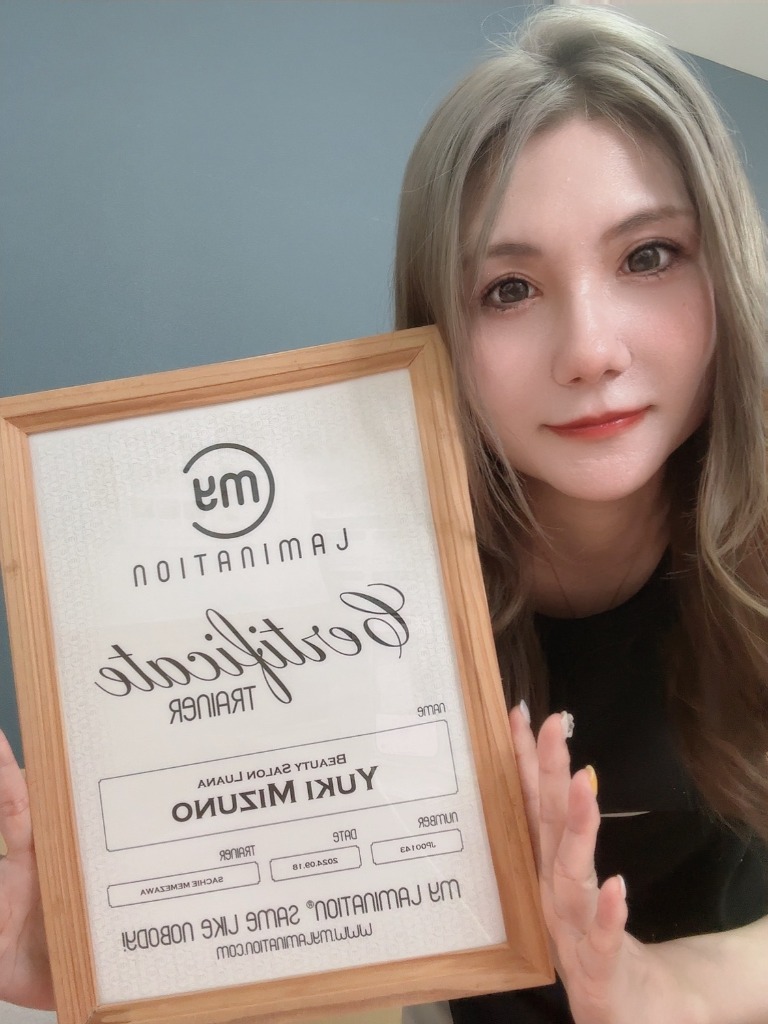 my
LAMINATION
Certificate
TRAINER
name
BEAUTY SALON LUANA
YUKI MIZUNO
number
DATE
TRAINER
JP00143
2024.09.18
SACHIE MEMEZAWA
my LAMINATION® SAME LIKE NOBODY!
WWW.MYLAMINATION.COM